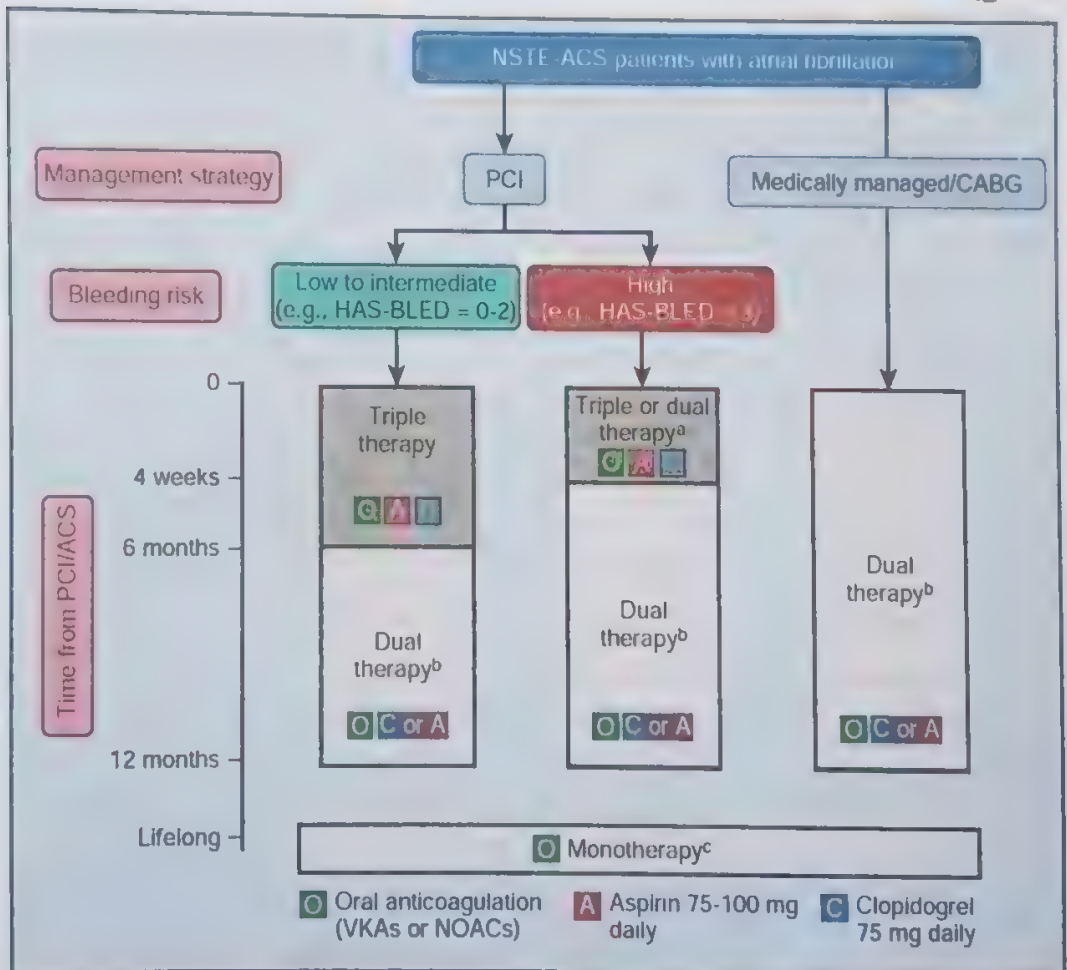 NSTE-ACS patients with atrial fibrillation
Management strategy
PCI
Medically managed/CABG
Bleeding risk
Low to intermediate
(e.g., HAS-BLED = 0-2)
High
(e.g., HAS-BLED
Time from PCI/ACS
0
4 weeks
6 months
12 months
Lifelong
Triple
therapy
O A
Dual
therapyᵇ
O C or A
Triple or dual
therapyᵃ
O A
Dual
therapyᵇ
O C or A
Dual
therapyᵇ
O C or A
O Monotherapyᶜ
O Oral anticoagulation
(VKAs or NOACs)
A Aspirin 75-100 mg
daily
C Clopidogrel
75 mg daily